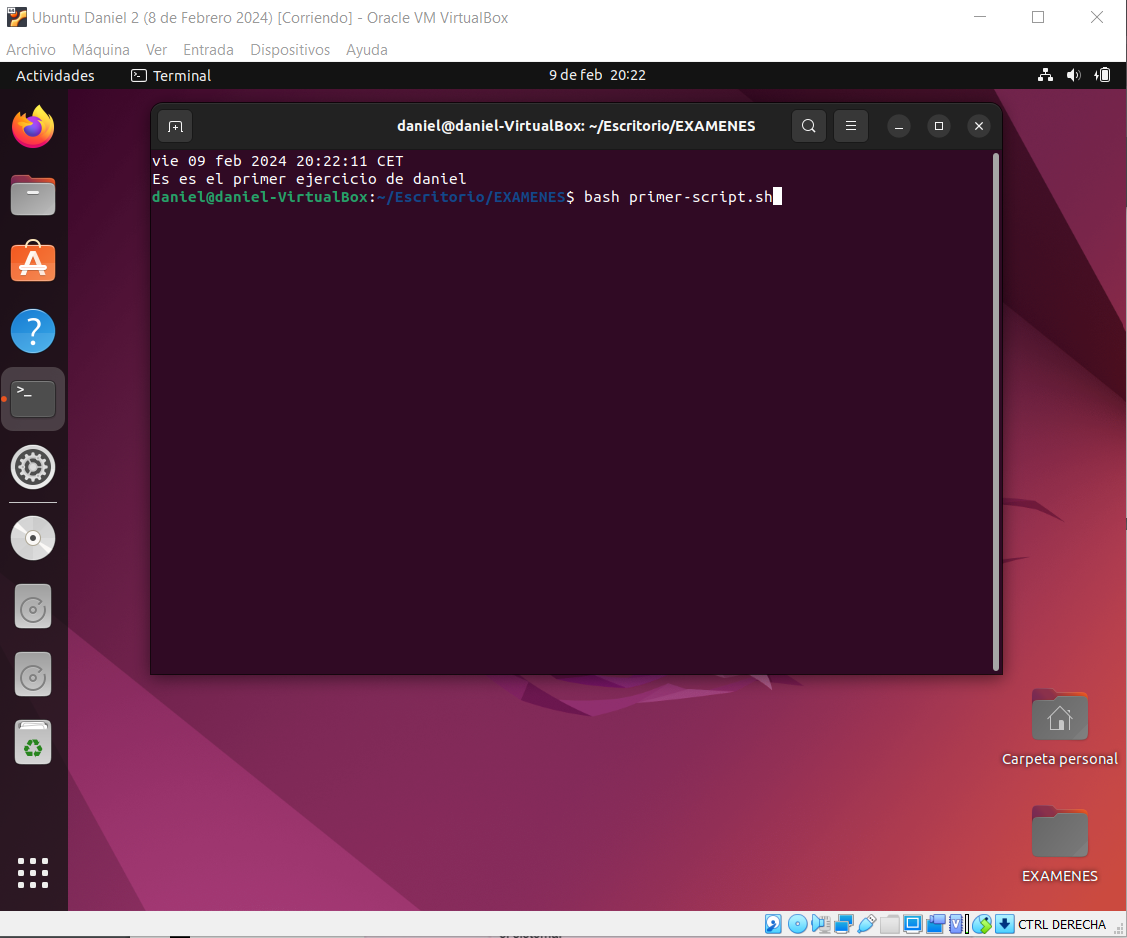 Ubuntu Daniel 2 (8 de Febrero 2024) [Corriendo] - Oracle VM VirtualBox
Archivo Máquina Ver Entrada Dispositivos Ayuda
Actividades Terminal 9 de feb 20:22
daniel@daniel-VirtualBox: ~/Escritorio/EXAMENES
vie 09 feb 2024 20:22:11 CET
Es es el primer ejercicio de daniel
daniel@daniel-VirtualBox:~/Escritorio/EXAMENES$ bash primer-script.sh
Carpeta personal
EXAMENES
CTRL DERECHA